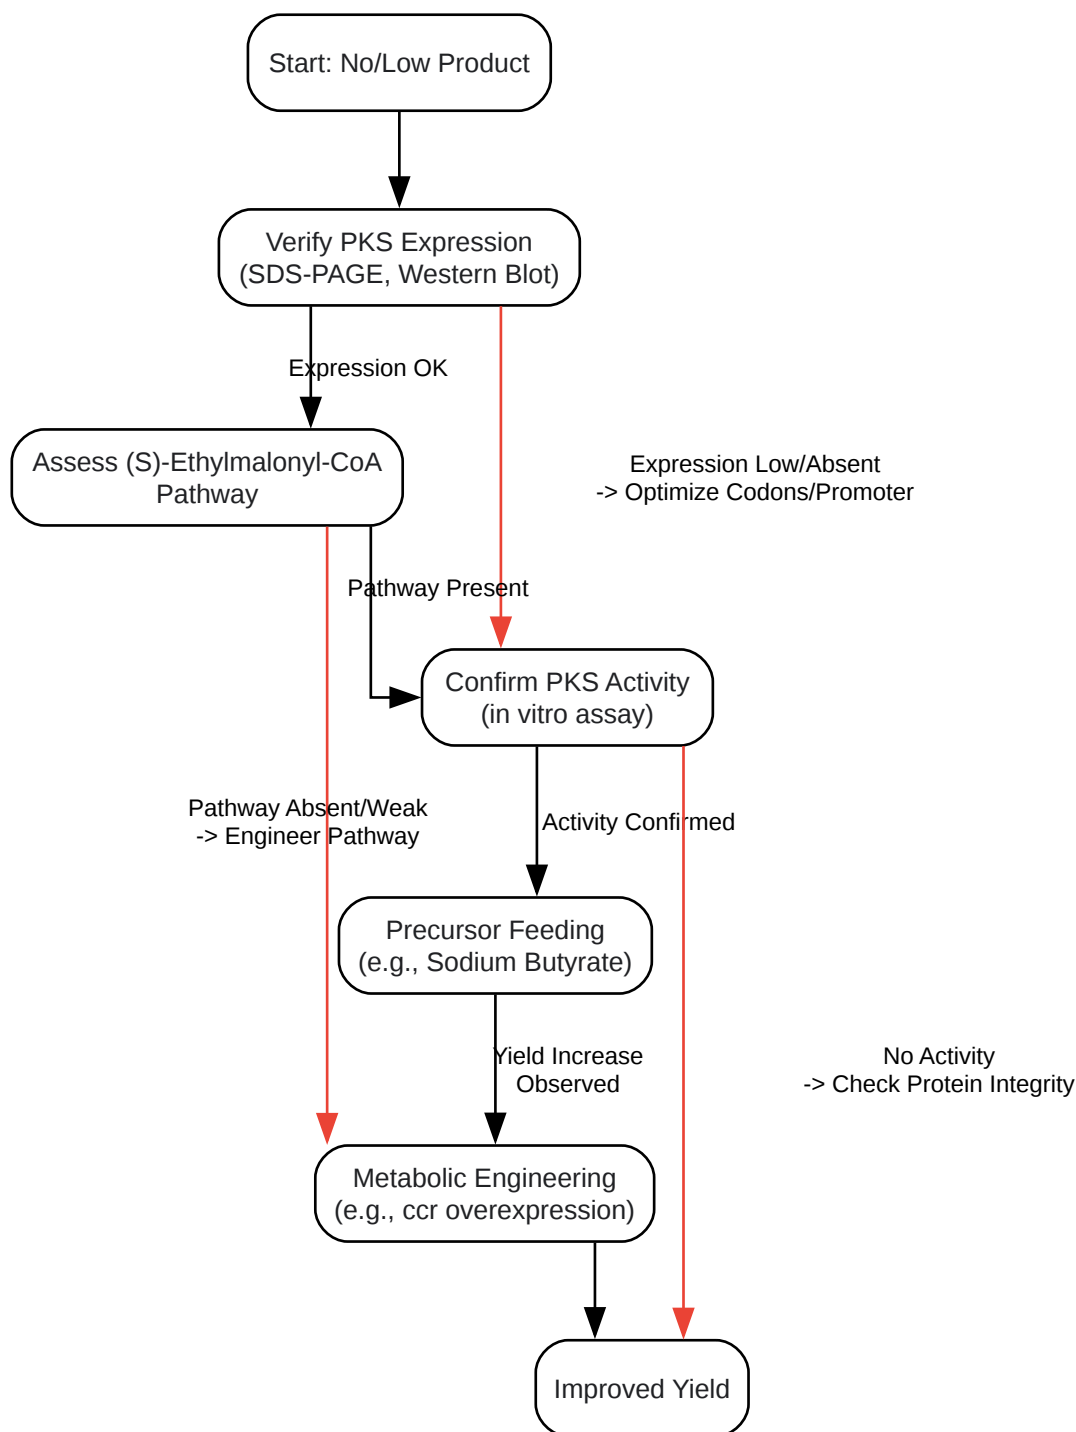 Start: No/Low Product
Verify PKS Expression
(SDS-PAGE, Western Blot)
Expression OK
Assess (S)-Ethylmalonyl-CoA
Pathway
Expression Low/Absent
-> Optimize Codons/Promoter
Pathway Present
Confirm PKS Activity
(in vitro assay)
Pathway Absent/Weak
-> Engineer Pathway
Activity Confirmed
Precursor Feeding
(e.g., Sodium Butyrate)
Yield Increase
Observed
No Activity
-> Check Protein Integrity
Metabolic Engineering
(e.g., ccr overexpression)
Improved Yield